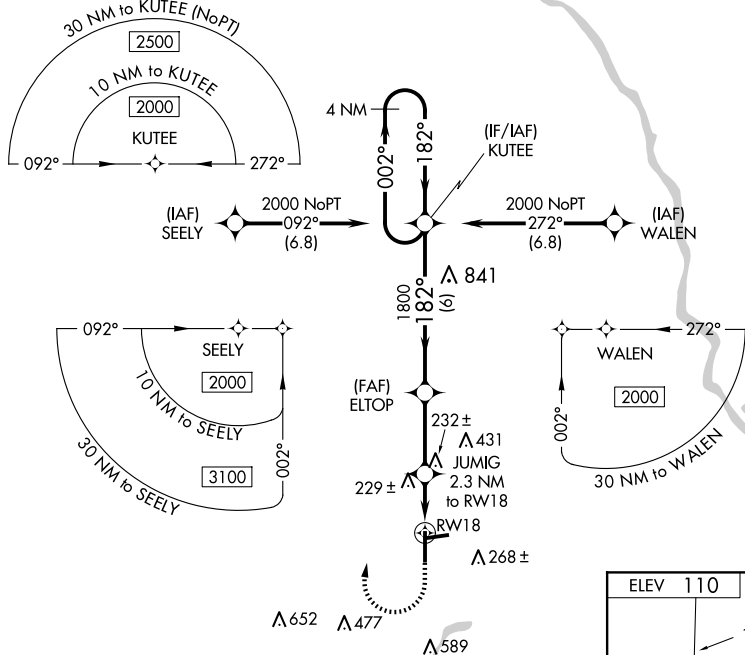 30 NM to KUTEE (NoPT)
2500
10 NM to KUTEE
2000
KUTEE
092°
272°
4 NM
002°
182°
(IF/IAF)
KUTEE
(IAF)
SEELY
2000 NoPT
092°
(6.8)
2000 NoPT
272°
(6.8)
(IAF)
WALEN
841
1800
182°
(6)
092°
SEELY
2000
10 NM to SEELY
3100
30 NM to SEELY
002°
272°
WALEN
2000
002°
30 NM to WALEN
(FAF)
ELTOP
232 ±
431
JUMIG
2.3 NM
to RW18
229 ±
RW18
268 ±
652
477
589
ELEV 110